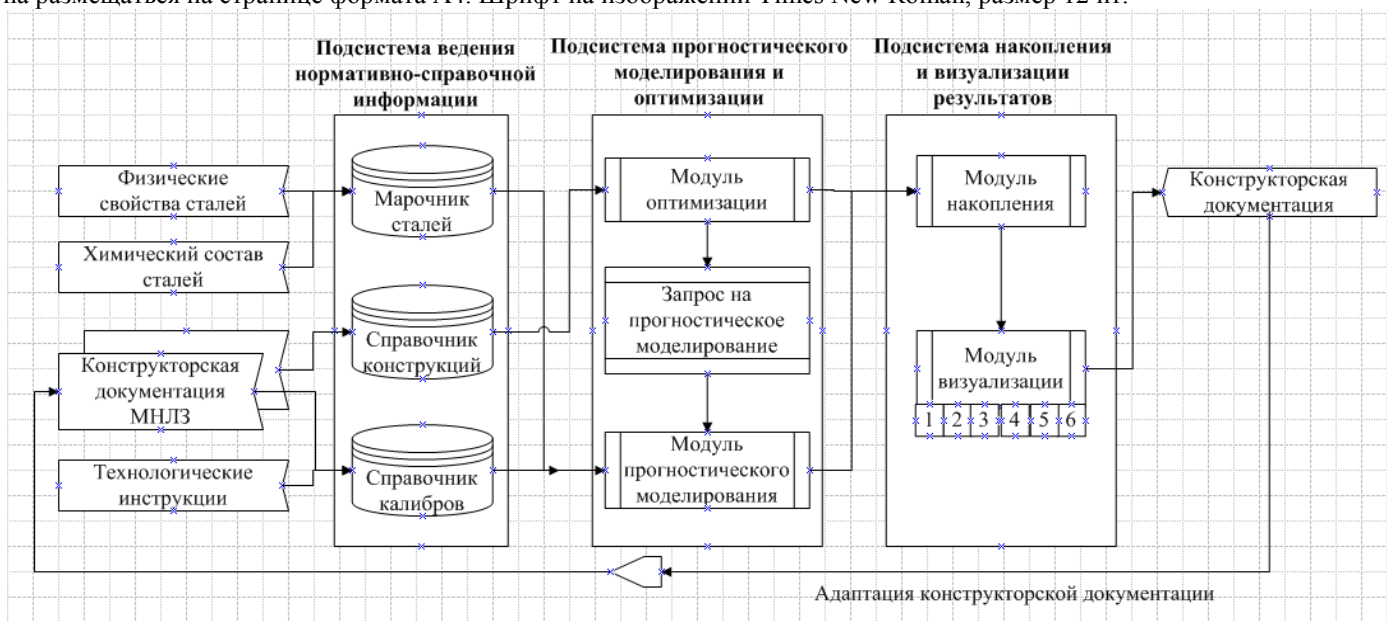 на размещаться на странице формата А4. Шрифт на изображении Times New Roman, размер 12 пт.
Подсистема ведения
нормативно-справочной
информации
Подсистема прогностического
моделирования и
оптимизации
Подсистема накопления
и визуализации
результатов
Физические
свойства сталей
Химический состав
сталей
Конструкторская
документация
МНЛЗ
Технологические
инструкции
Марочник
сталей
Справочник
конструкций
Справочник
калибров
Модуль
оптимизации
Запрос на
прогностическое
моделирование
Модуль
прогностического
моделирования
Модуль
накопления
Модуль
визуализации
1 2 3 4 5 6
Конструкторская
документация
Адаптация конструкторской документации